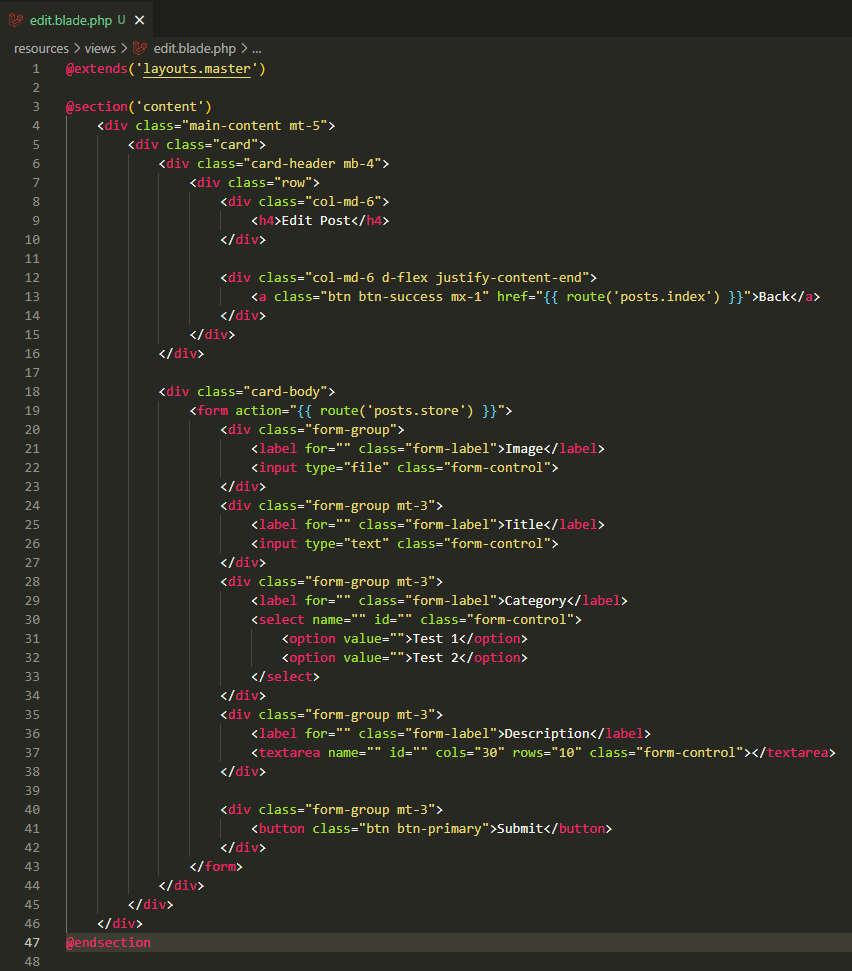 edit.blade.php U
resources > views > edit.blade.php > ...
1 @extends('layouts.master')
2
3 @section('content')
4     <div class="main-content mt-5">
5         <div class="card">
6             <div class="card-header mb-4">
7                 <div class="row">
8                     <div class="col-md-6">
9                         <h4>Edit Post</h4>
10                     </div>
11
12                     <div class="col-md-6 d-flex justify-content-end">
13                         <a class="btn btn-success mx-1" href="{{ route('posts.index') }}">Back</a>
14                     </div>
15                 </div>
16             </div>
17
18             <div class="card-body">
19                 <form action="{{ route('posts.store') }}">
20                     <div class="form-group">
21                         <label for="" class="form-label">Image</label>
22                         <input type="file" class="form-control">
23                     </div>
24                     <div class="form-group mt-3">
25                         <label for="" class="form-label">Title</label>
26                         <input type="text" class="form-control">
27                     </div>
28                     <div class="form-group mt-3">
29                         <label for="" class="form-label">Category</label>
30                         <select name="" id="" class="form-control">
31                             <option value="">Test 1</option>
32                             <option value="">Test 2</option>
33                         </select>
34                     </div>
35                     <div class="form-group mt-3">
36                         <label for="" class="form-label">Description</label>
37                         <textarea name="" id="" cols="30" rows="10" class="form-control"></textarea>
38                     </div>
39
40                     <div class="form-group mt-3">
41                         <button class="btn btn-primary">Submit</button>
42                     </div>
43                 </form>
44             </div>
45         </div>
46     </div>
47 @endsection
48